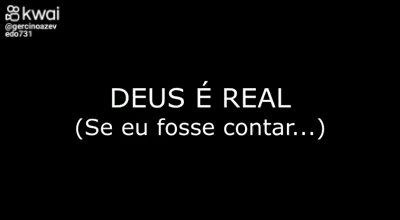 kwai
@gercinoazev
edo731
DEUS É REAL
(Se eu fosse contar...)